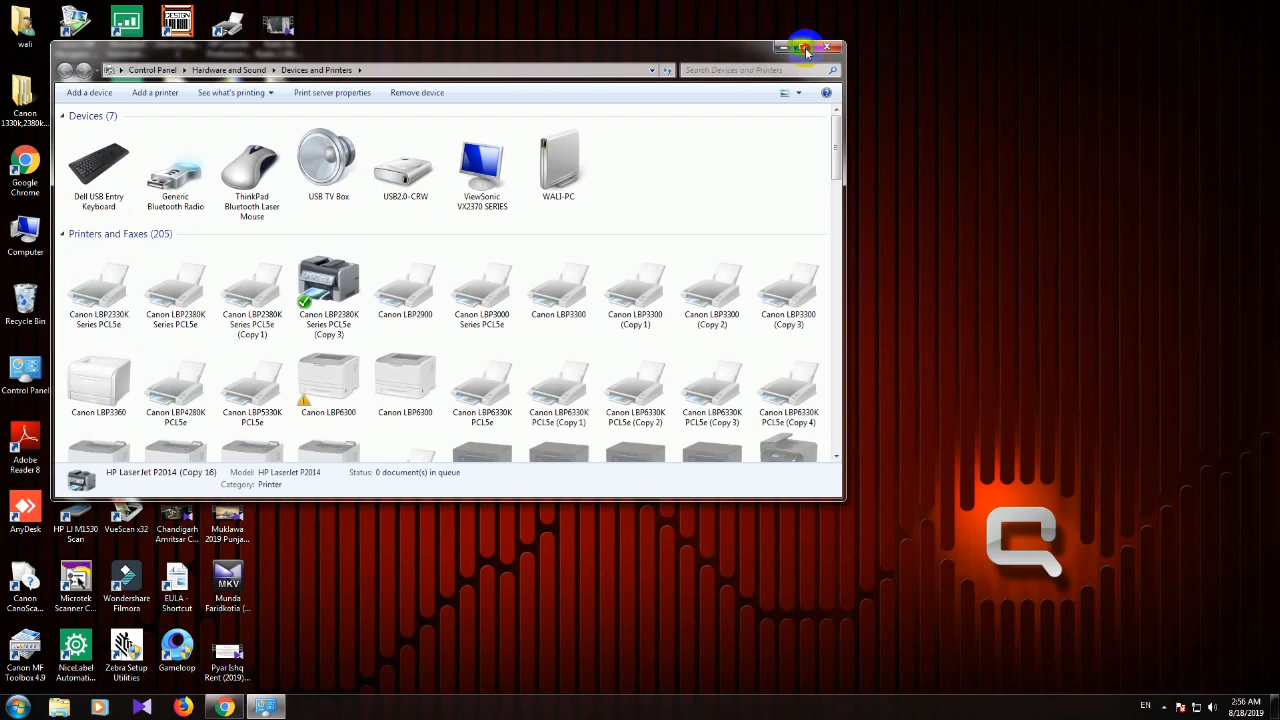 wali
Canon
1330k,2380k...
Google
Chrome
Computer
Recycle Bin
Control Panel
Adobe
Reader 8
AnyDesk
HP LJ M1530
Scan
VueScan x32
Chandigarh
Amritsar C...
Muklawa
2019 Punja...
Canon
CanoSca...
Microtek
Scanner C...
Wondershare
Filmora
EULA -
Shortcut
MKV
Munda
Faridkotia (...
Canon MF
Toolbox 4.9
NiceLabel
Automati...
Zebra Setup
Utilities
Gameloop
Pyar Ishq
Rent (2019)...
DESIGN
Control Panel
Hardware and Sound
Devices and Printers
Search Devices and Printers
Add a device
Add a printer
See what's printing
Print server properties
Remove device
Devices (7)
Dell USB Entry
Keyboard
Generic
Bluetooth Radio
ThinkPad
Bluetooth Laser
Mouse
USB TV Box
USB2.0-CRW
ViewSonic
VX2370 SERIES
WALI-PC
Printers and Faxes (205)
Canon LBP2330K
Series PCL5e
Canon LBP2380K
Series PCL5e
Canon LBP2380K
Series PCL5e
(Copy 1)
Canon LBP2380K
Series PCL5e
(Copy 3)
Canon LBP2900
Canon LBP3000
Series PCL5e
Canon LBP3300
Canon LBP3300
(Copy 1)
Canon LBP3300
(Copy 2)
Canon LBP3300
(Copy 3)
Canon LBP3360
Canon LBP4280K
PCL5e
Canon LBP5330K
PCL5e
Canon LBP6300
Canon LBP6300
Canon LBP6330K
PCL5e
Canon LBP6330K
PCL5e (Copy 1)
Canon LBP6330K
PCL5e (Copy 2)
Canon LBP6330K
PCL5e (Copy 3)
Canon LBP6330K
PCL5e (Copy 4)
HP LaserJet P2014 (Copy 16)
Model: HP LaserJet P2014
Status: 0 document(s) in queue
Category: Printer
EN
2:56 AM
8/18/2019